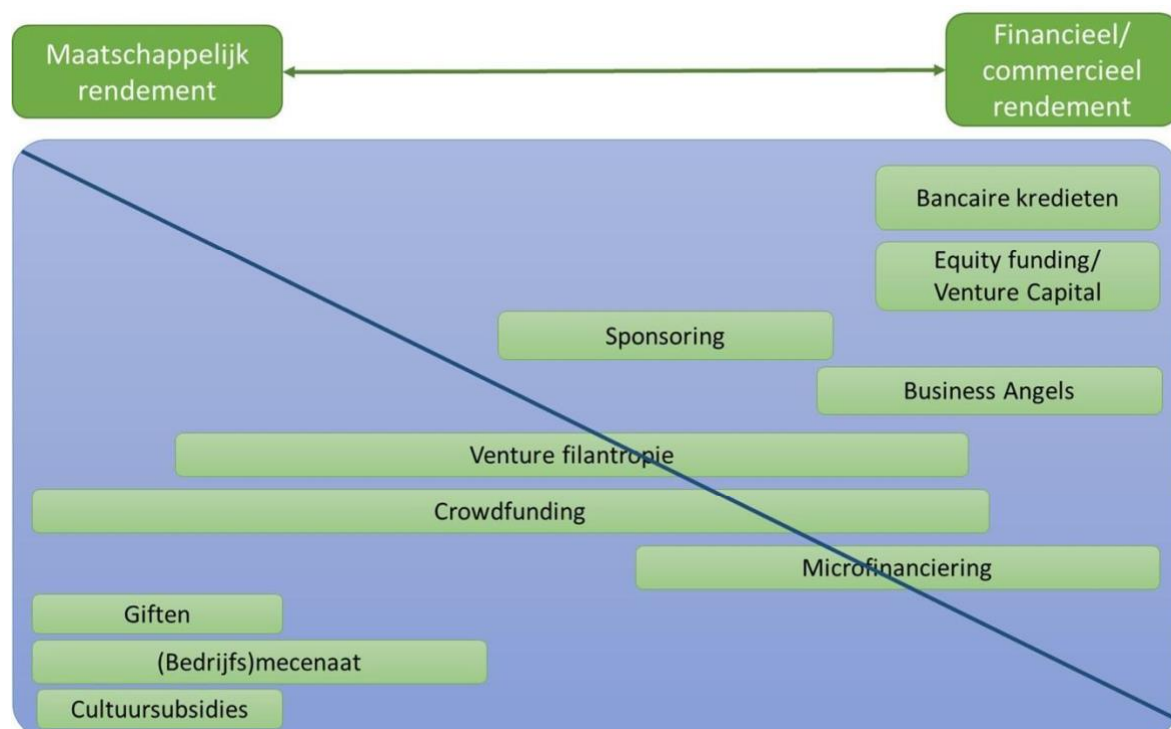 Maatschappelijk
rendement
Financieel/
commercieel
rendement
Bancaire kredieten
Equity funding/
Venture Capital
Sponsoring
Business Angels
Venture filantropie
Crowdfunding
Microfinanciering
Giften
(Bedrijfs)mecenaat
Cultuursubsidies